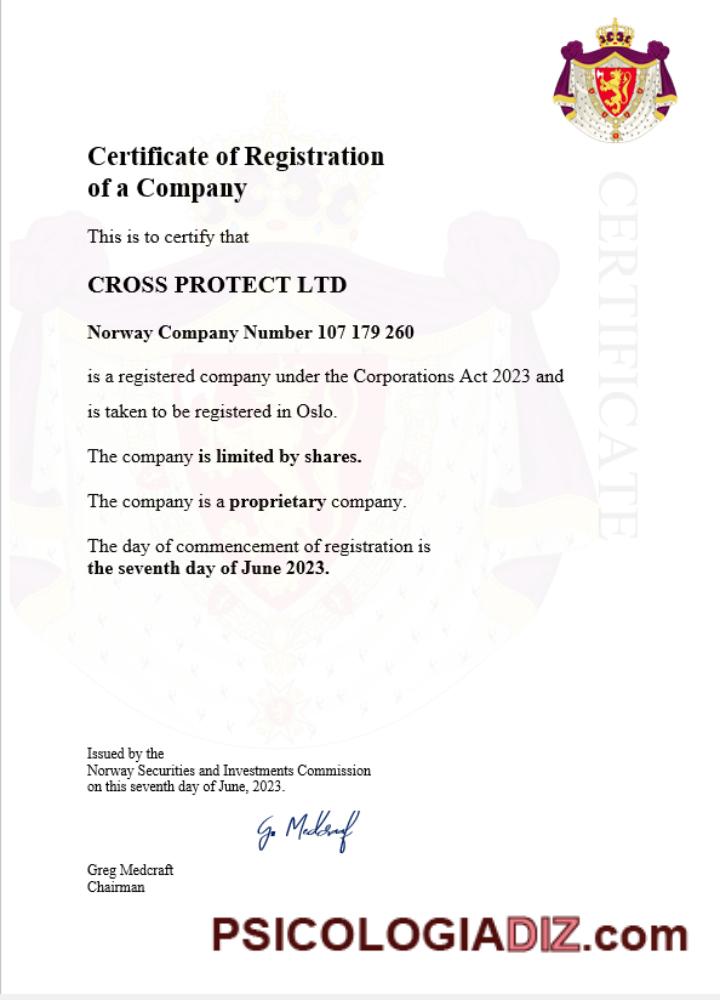 Certificate of Registration
of a Company
This is to certify that
CROSS PROTECT LTD
Norway Company Number 107 179 260
is a registered company under the Corporations Act 2023 and
is taken to be registered in Oslo.
The company is limited by shares.
The company is a proprietary company.
The day of commencement of registration is
the seventh day of June 2023.
CERTIFICATE
Issued by the
Norway Securities and Investments Commission
on this seventh day of June, 2023.
G. Medcraft
Greg Medcraft
Chairman
PSICOLOGIADIZ.com